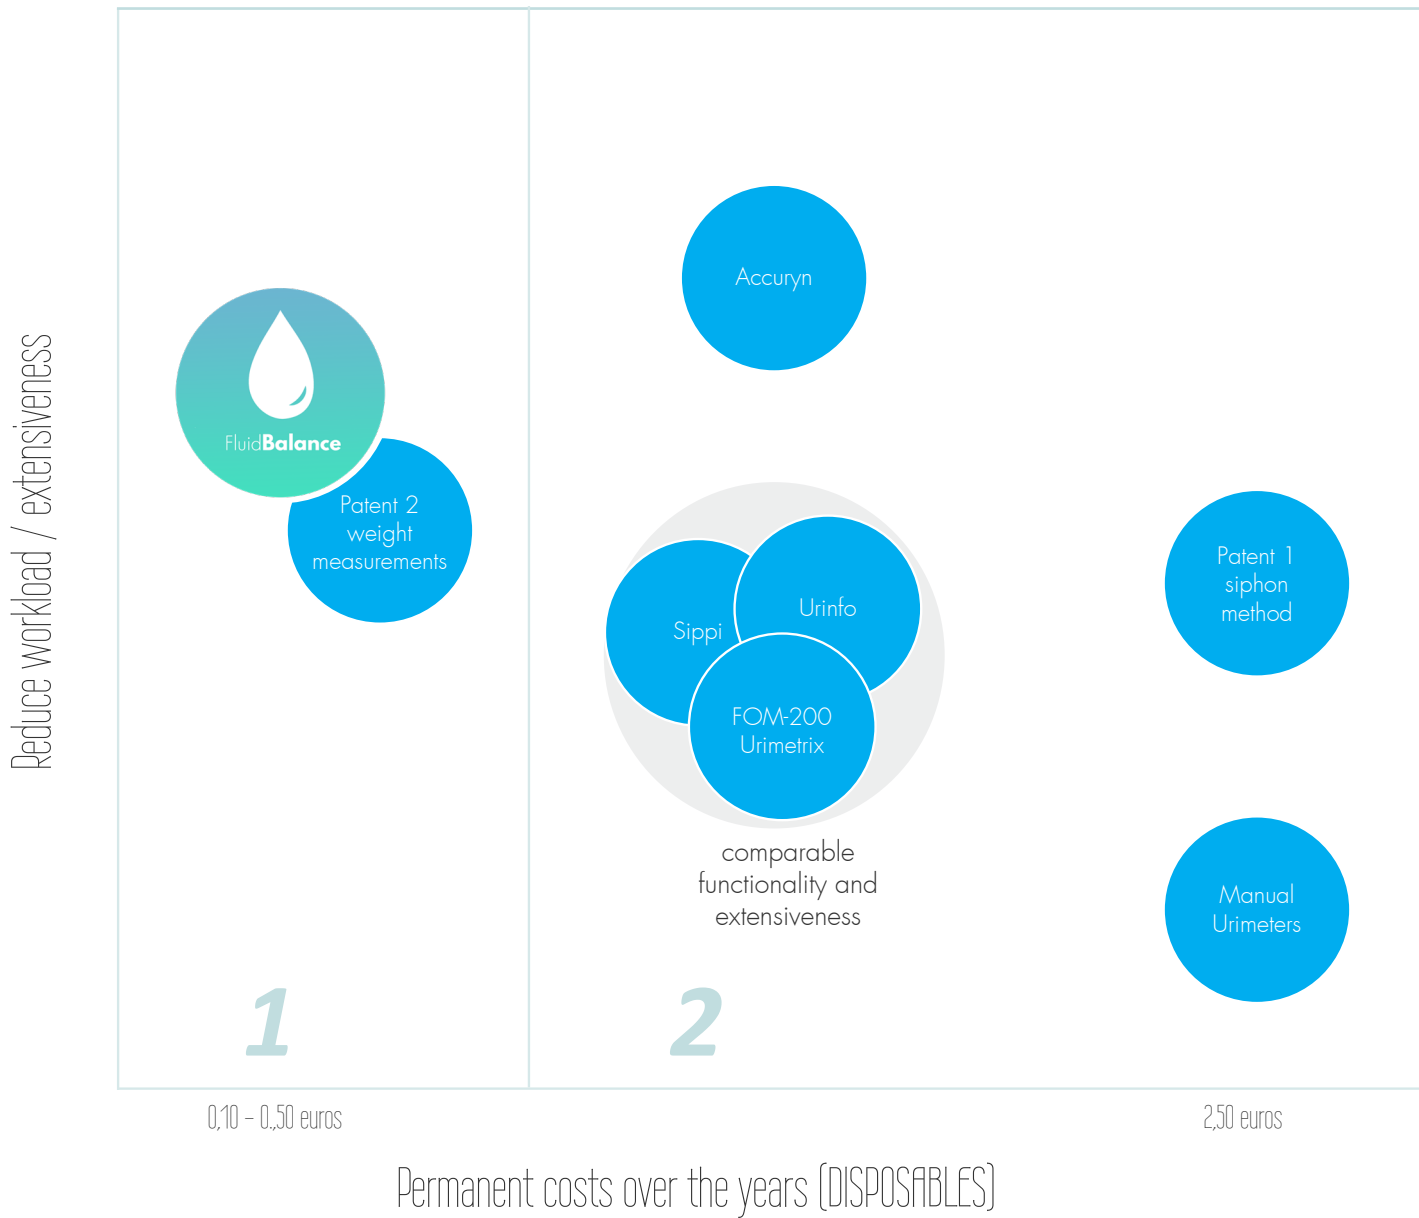 Reduce workload / extensiveness
Accuryn
FluidBalance
Patent 2
weight
measurements
Sippi
Urinfo
FOM-200
Urimetrix
comparable
functionality and
extensiveness
Patent 1
siphon
method
Manual
Urimeters
1
2
0,10 – 0.,50 euros
2,50 euros
Permanent costs over the years (DISPOSABLES)